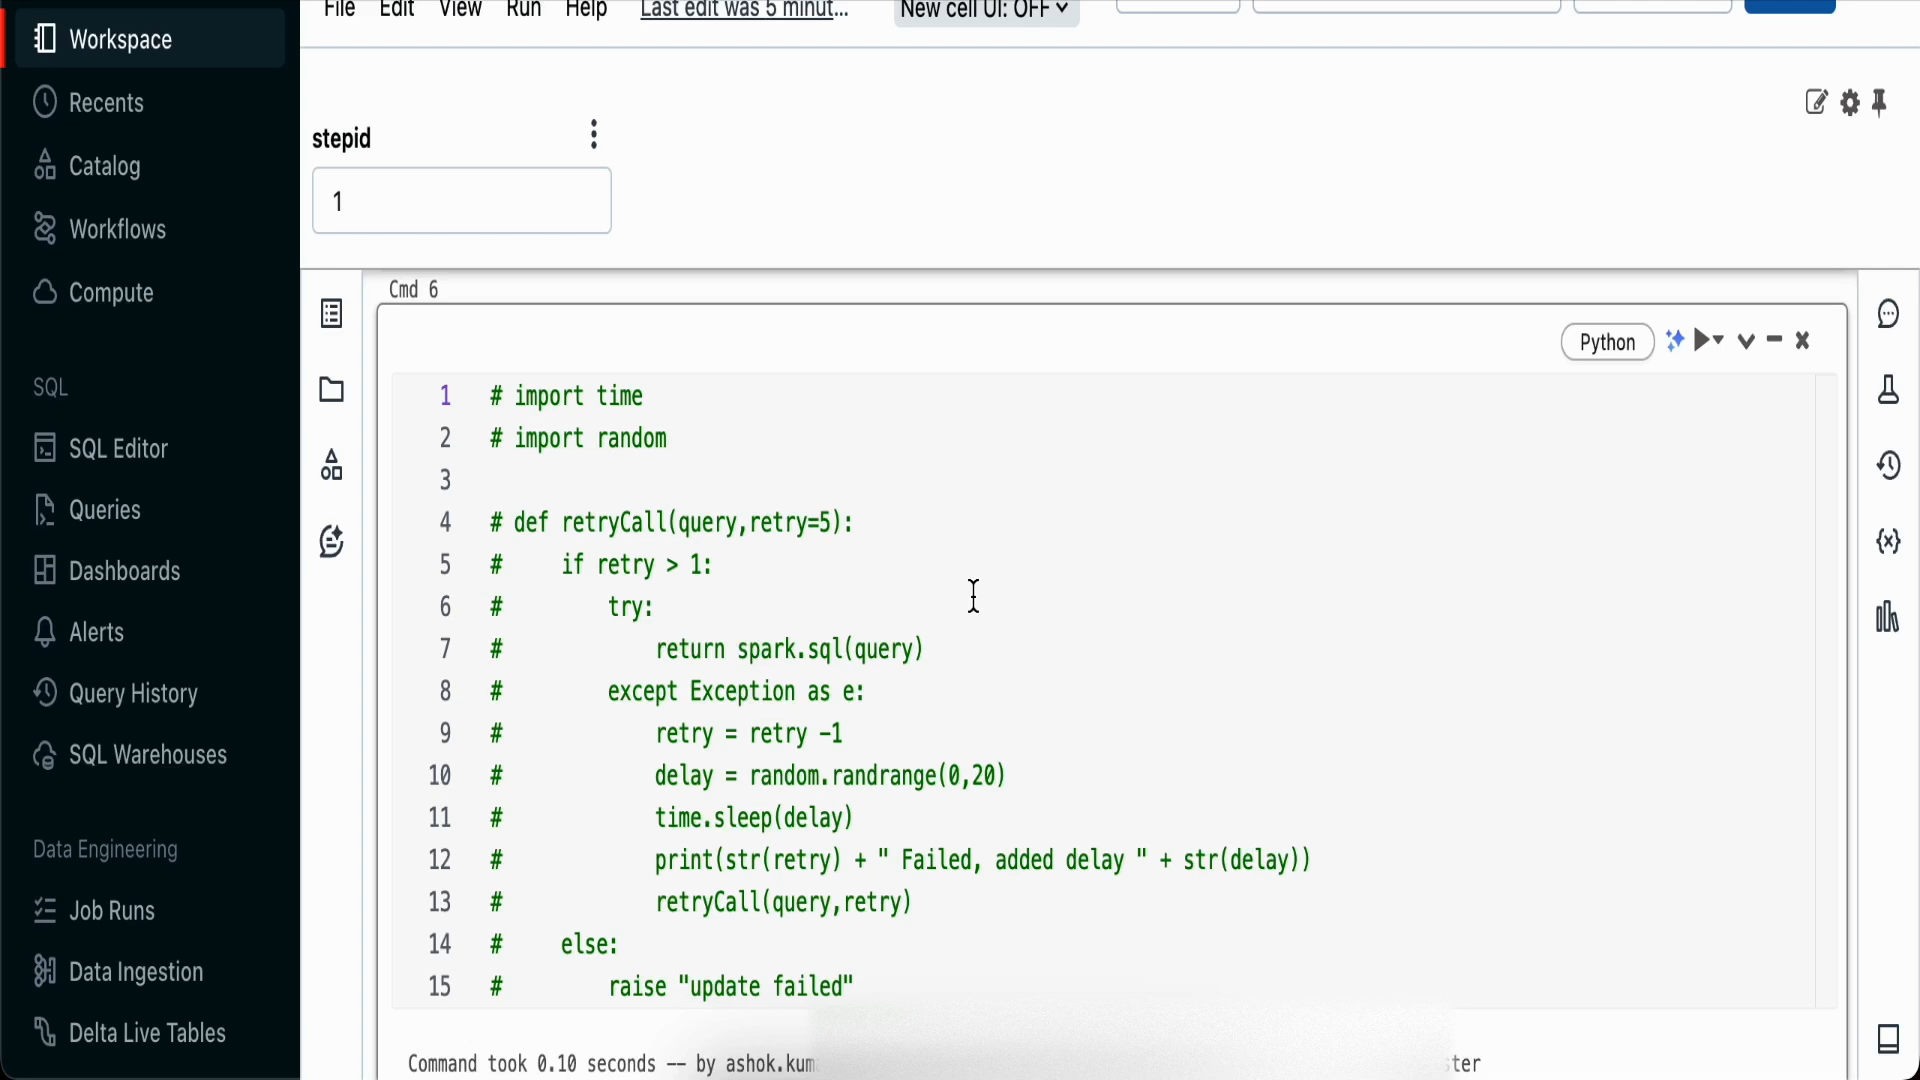 File Edit View Run Help Last edit was 5 minut... New cell UI: OFF
Workspace
Recents
Catalog
Workflows
Compute
SQL
SQL Editor
Queries
Dashboards
Alerts
Query History
SQL Warehouses
Data Engineering
Job Runs
Data Ingestion
Delta Live Tables
stepid
1
Cmd 6
Python
1 # import time
2 # import random
3
4 # def retryCall(query,retry=5):
5 #     if retry > 1:
6 #         try:
7 #             return spark.sql(query)
8 #         except Exception as e:
9 #             retry = retry -1
10 #             delay = random.randrange(0,20)
11 #             time.sleep(delay)
12 #             print(str(retry) + " Failed, added delay " + str(delay))
13 #             retryCall(query,retry)
14 #     else:
15 #         raise "update failed"
Command took 0.10 seconds -- by ashok.kum